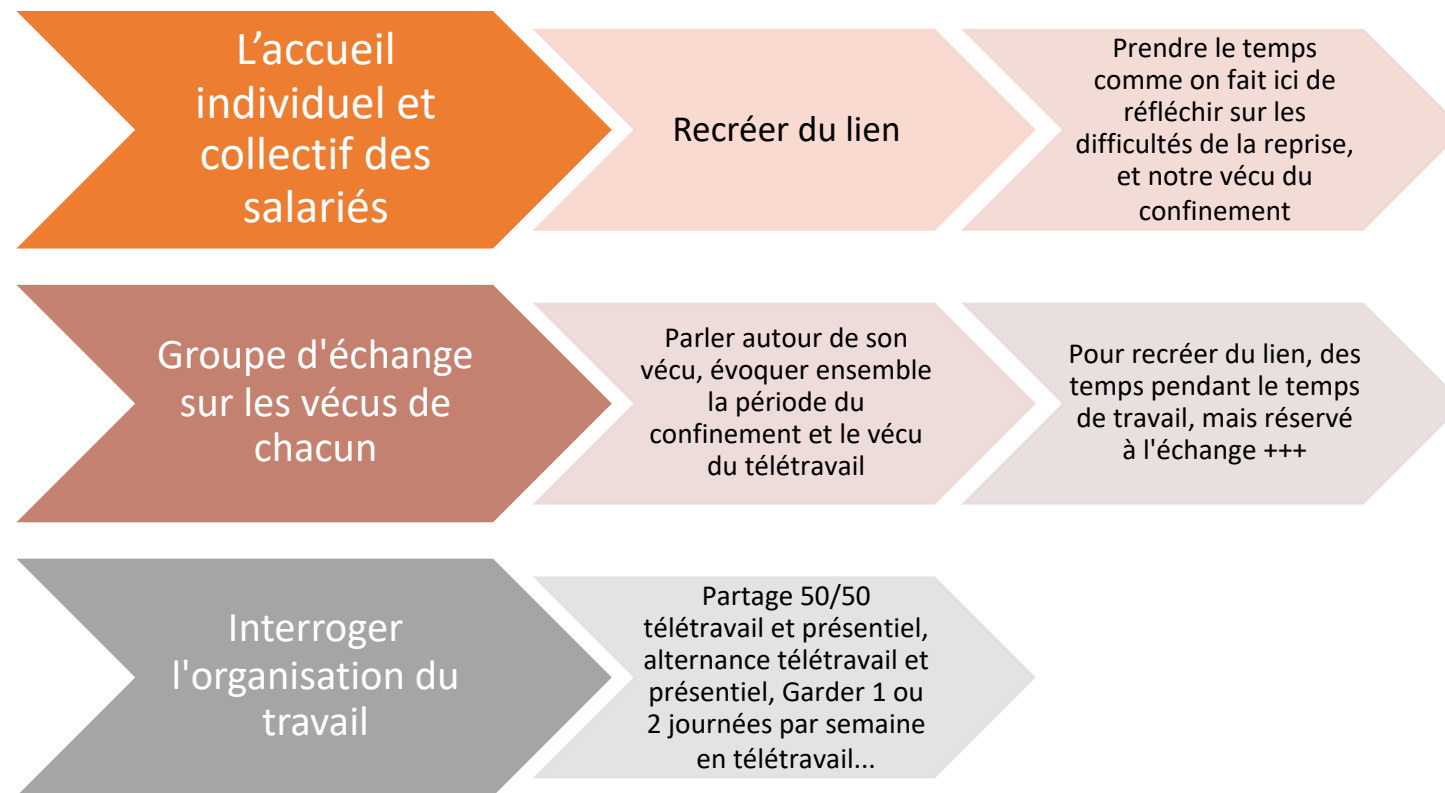 L’accueil
individuel et
collectif des
salariés
Recréer du lien
Prendre le temps
comme on fait ici de
réfléchir sur les
difficultés de la reprise,
et notre vécu du
confinement
Groupe d'échange
sur les vécus de
chacun
Parler autour de son
vécu, évoquer ensemble
la période du
confinement et le vécu
du télétravail
Pour recréer du lien, des
temps pendant le temps
de travail, mais réservé
à l'échange +++
Interroger
l'organisation du
travail
Partage 50/50
télétravail et présentiel,
alternance télétravail et
présentiel, Garder 1 ou
2 journées par semaine
en télétravail...